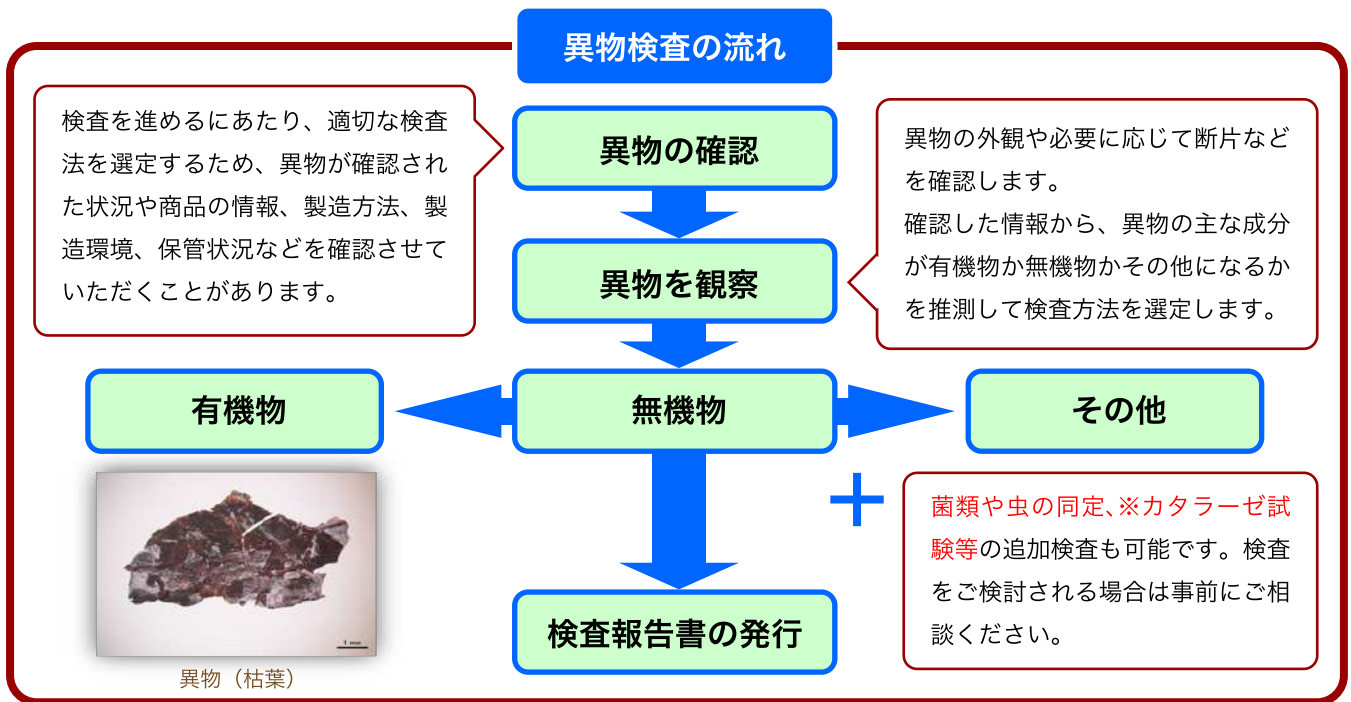 異物検査の流れ
検査を進めるにあたり、適切な検査
法を選定するため、異物が確認され
た状況や商品の情報、製造方法、製
造環境、保管状況などを確認させて
いただくことがあります。
異物の確認
異物の外観や必要に応じて断片など
を確認します。
確認した情報から、異物の主な成分
が有機物か無機物かその他になるか
を推測して検査方法を選定します。
異物を観察
有機物
無機物
その他
1 mm
異物（枯葉）
＋
菌類や虫の同定、※カタラーゼ試
験等の追加検査も可能です。検査
をご検討される場合は事前にご相
談ください。
検査報告書の発行